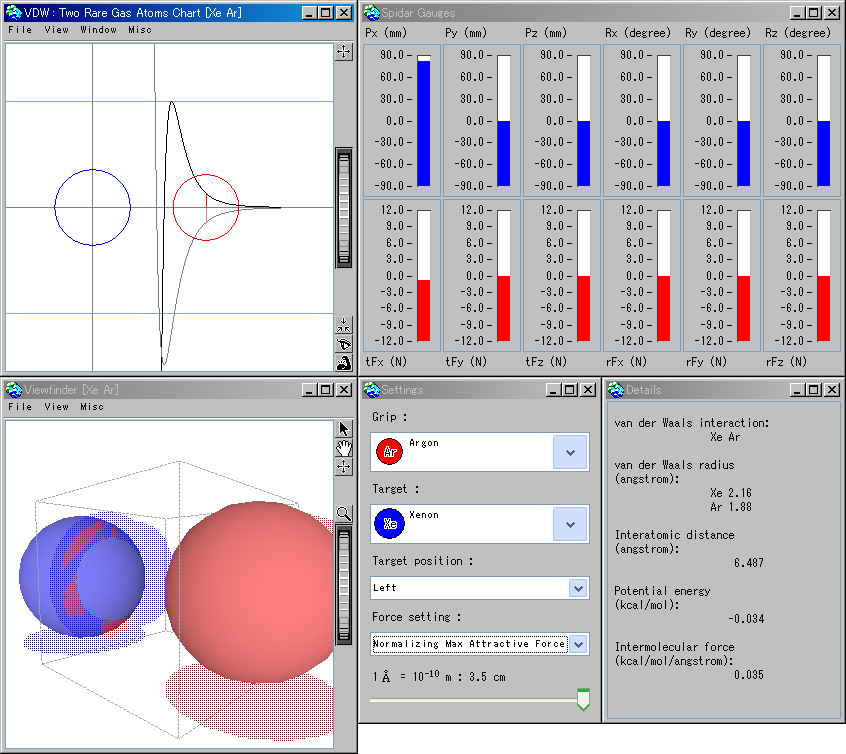 VDW : Two Rare Gas Atoms Chart [Xe Ar]
File View Window Misc
Spidar Gauges
Px (mm) Py (mm) Pz (mm) Rx (degree) Ry (degree) Rz (degree)
90.0 90.0 90.0 90.0 90.0 90.0
60.0 60.0 60.0 60.0 60.0 60.0
30.0 30.0 30.0 30.0 30.0 30.0
0.0 0.0 0.0 0.0 0.0 0.0
-30.0 -30.0 -30.0 -30.0 -30.0 -30.0
-60.0 -60.0 -60.0 -60.0 -60.0 -60.0
-90.0 -90.0 -90.0 -90.0 -90.0 -90.0
12.0 12.0 12.0 12.0 12.0 12.0
9.0 9.0 9.0 9.0 9.0 9.0
6.0 6.0 6.0 6.0 6.0 6.0
3.0 3.0 3.0 3.0 3.0 3.0
0.0 0.0 0.0 0.0 0.0 0.0
-3.0 -3.0 -3.0 -3.0 -3.0 -3.0
-6.0 -6.0 -6.0 -6.0 -6.0 -6.0
-9.0 -9.0 -9.0 -9.0 -9.0 -9.0
-12.0 -12.0 -12.0 -12.0 -12.0 -12.0
tFx (N) tFy (N) tFz (N) rFx (N) rFy (N) rFz (N)
Viewfinder [Xe Ar]
File View Misc
Settings
Grip :
Ar Argon
Target :
Xe Xenon
Target position :
Left
Force setting :
Normalizing Max Attractive Force
1 Å = 10⁻¹⁰ m : 3.5 cm
Details
van der Waals interaction:
Xe Ar
van der Waals radius
(angstrom):
Xe 2.16
Ar 1.88
Interatomic distance
(angstrom):
6.487
Potential energy
(kcal/mol):
-0.034
Intermolecular force
(kcal/mol/angstrom):
0.035